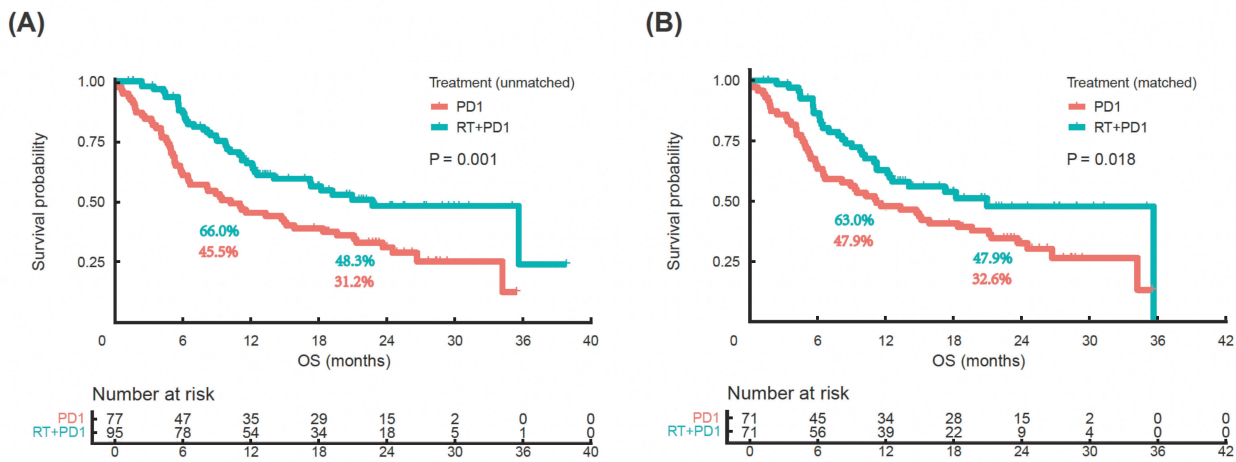 (A)
Treatment (unmatched)
PD1
RT+PD1
P = 0.001
Survival probability
1.00
0.75
0.50
0.25
66.0%
45.5%
48.3%
31.2%
0 6 12 18 24 30 36 40
OS (months)
Number at risk
PD1 77 47 35 29 15 2 0 0
RT+PD1 95 78 54 34 18 5 1 0
0 6 12 18 24 30 36 40
(B)
Treatment (matched)
PD1
RT+PD1
P = 0.018
Survival probability
1.00
0.75
0.50
0.25
63.0%
47.9%
47.9%
32.6%
0 6 12 18 24 30 36 42
OS (months)
Number at risk
PD1 71 45 34 28 15 2 0 0
RT+PD1 71 56 39 22 9 4 0 0
0 6 12 18 24 30 36 42